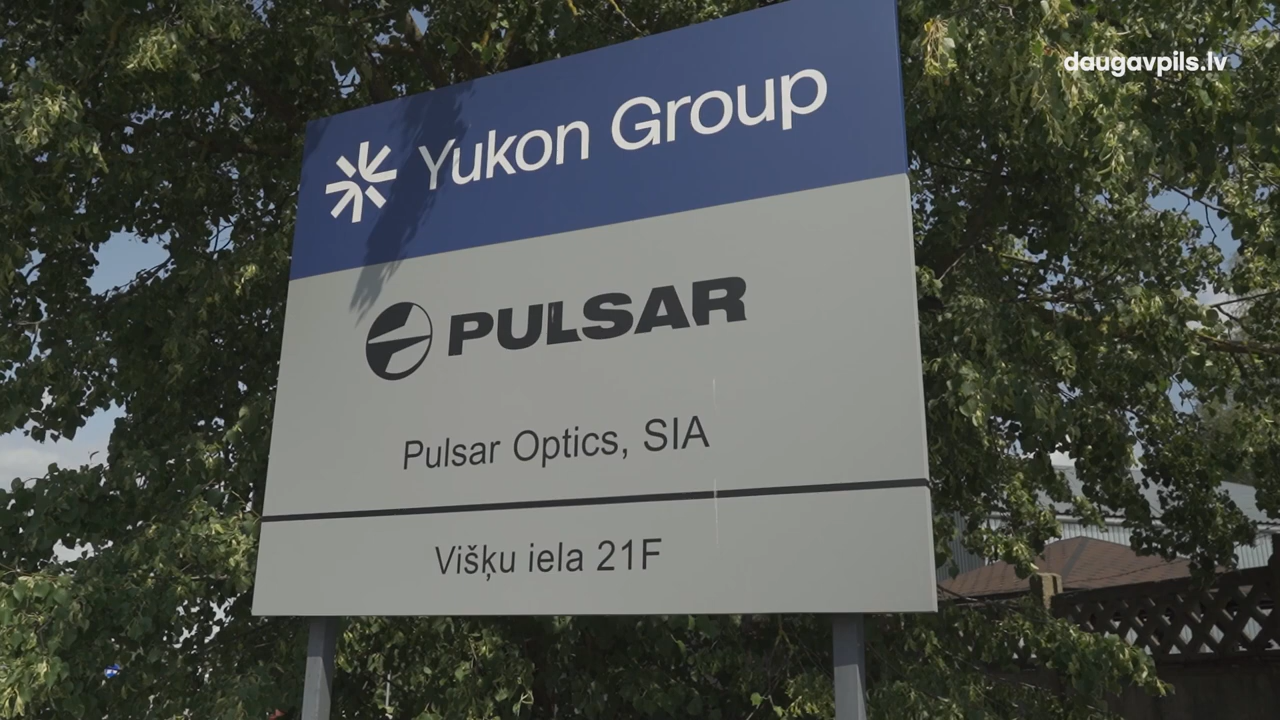 daugavpils.lv
Yukon Group
PULSAR
Pulsar Optics, SIA
Višķu iela 21F